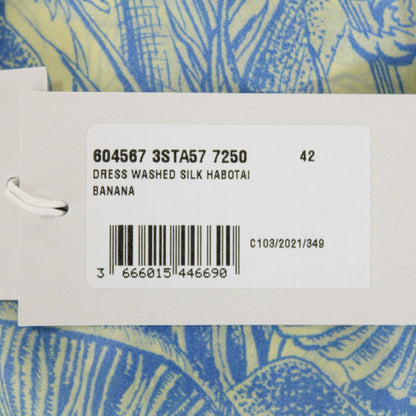 604567 3STA57 7250 42
DRESS WASHED SILK HABOTAI
BANANA
C103/2021/349
3 666015 446690